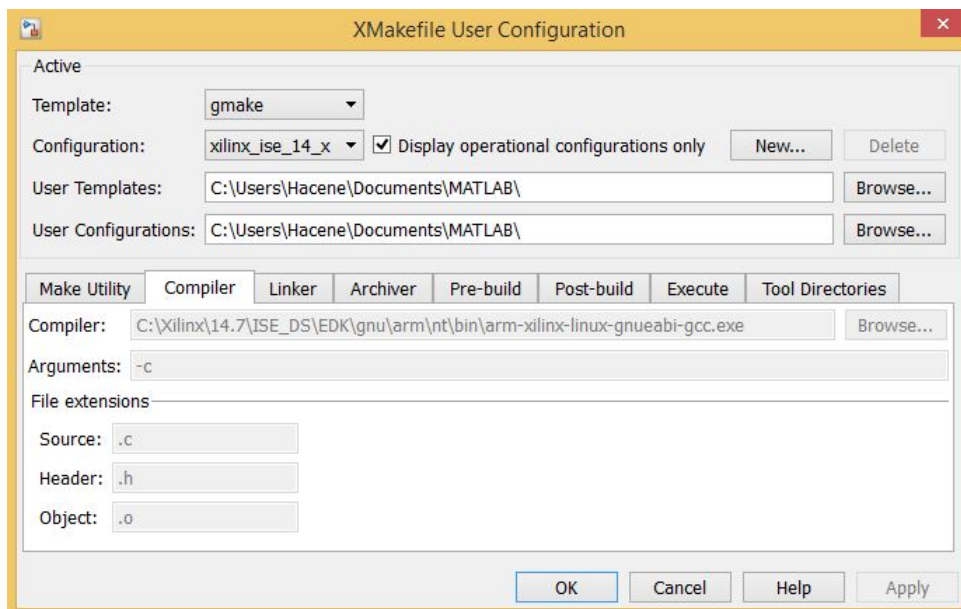 XMakefile User Configuration
Active
Template: gmake
Configuration: xilinx_ise_14_x Display operational configurations only New... Delete
User Templates: C:\Users\Hacene\Documents\MATLAB\ Browse...
User Configurations: C:\Users\Hacene\Documents\MATLAB\ Browse...
Make Utility Compiler Linker Archiver Pre-build Post-build Execute Tool Directories
Compiler: C:\Xilinx\14.7\ISE_DS\EDK\gnu\arm\nt\bin\arm-xilinx-linux-gnueabi-gcc.exe Browse...
Arguments: -c
File extensions
Source: .c
Header: .h
Object: .o
OK Cancel Help Apply